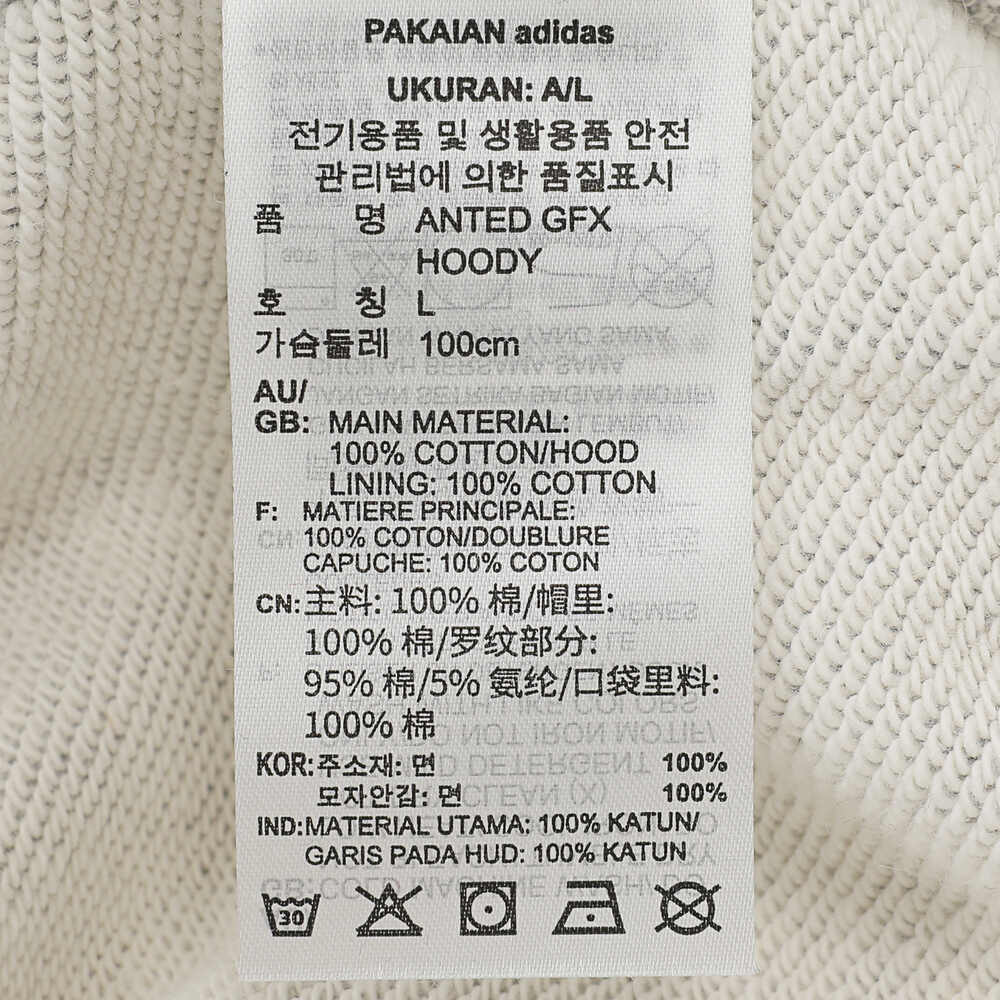 PAKAIAN adidas
UKURAN: A/L
전기용품 및 생활용품 안전
관리법에 의한 품질표시
품 명 ANTED GFX
HOODY
호 칭 L
가슴둘레 100cm
AU/
GB: MAIN MATERIAL:
100% COTTON/HOOD
LINING: 100% COTTON
F: MATIERE PRINCIPALE:
100% COTON/DOUBLURE
CAPUCHE: 100% COTON
CN: 主料: 100% 棉/帽里:
100% 棉/罗纹部分:
95% 棉/5% 氨纶/口袋里料:
100% 棉
KOR: 주소재: 면 100%
모자안감: 면 100%
IND: MATERIAL UTAMA: 100% KATUN/
GARIS PADA HUD: 100% KATUN
30